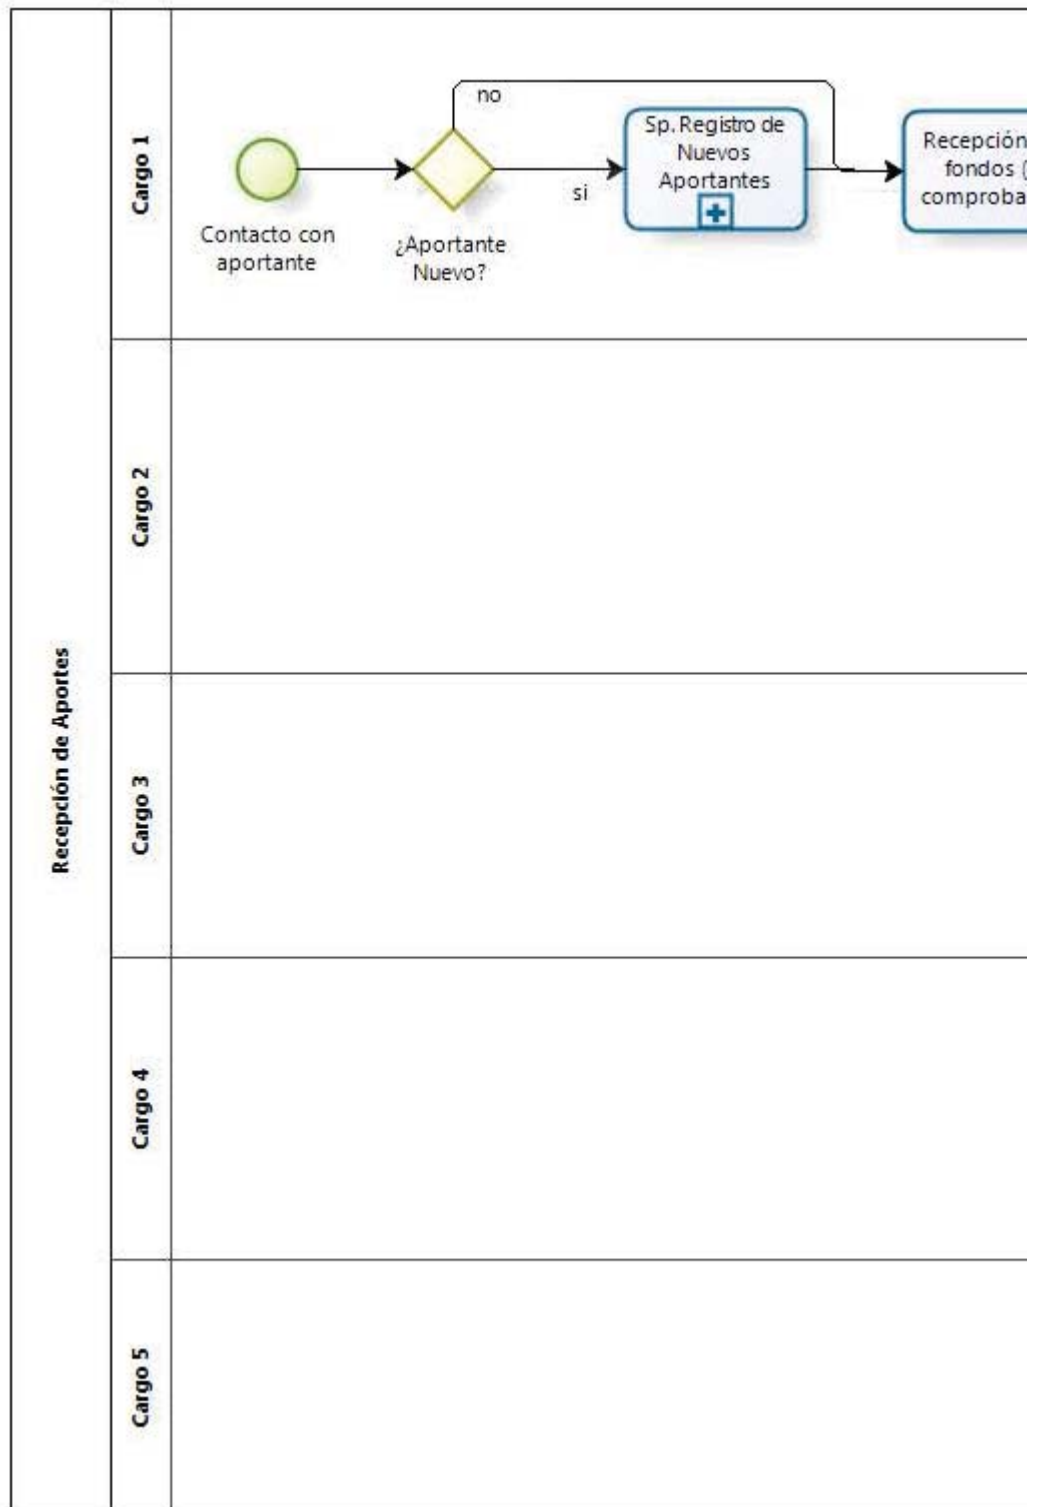 Recepción de Aportes
Cargo 1
no
Contacto con
aportante
¿Aportante
Nuevo?
si
Sp. Registro de
Nuevos
Aportantes
Recepción
fondos (
Cargo 2
Cargo 3
Cargo 4
Cargo 5